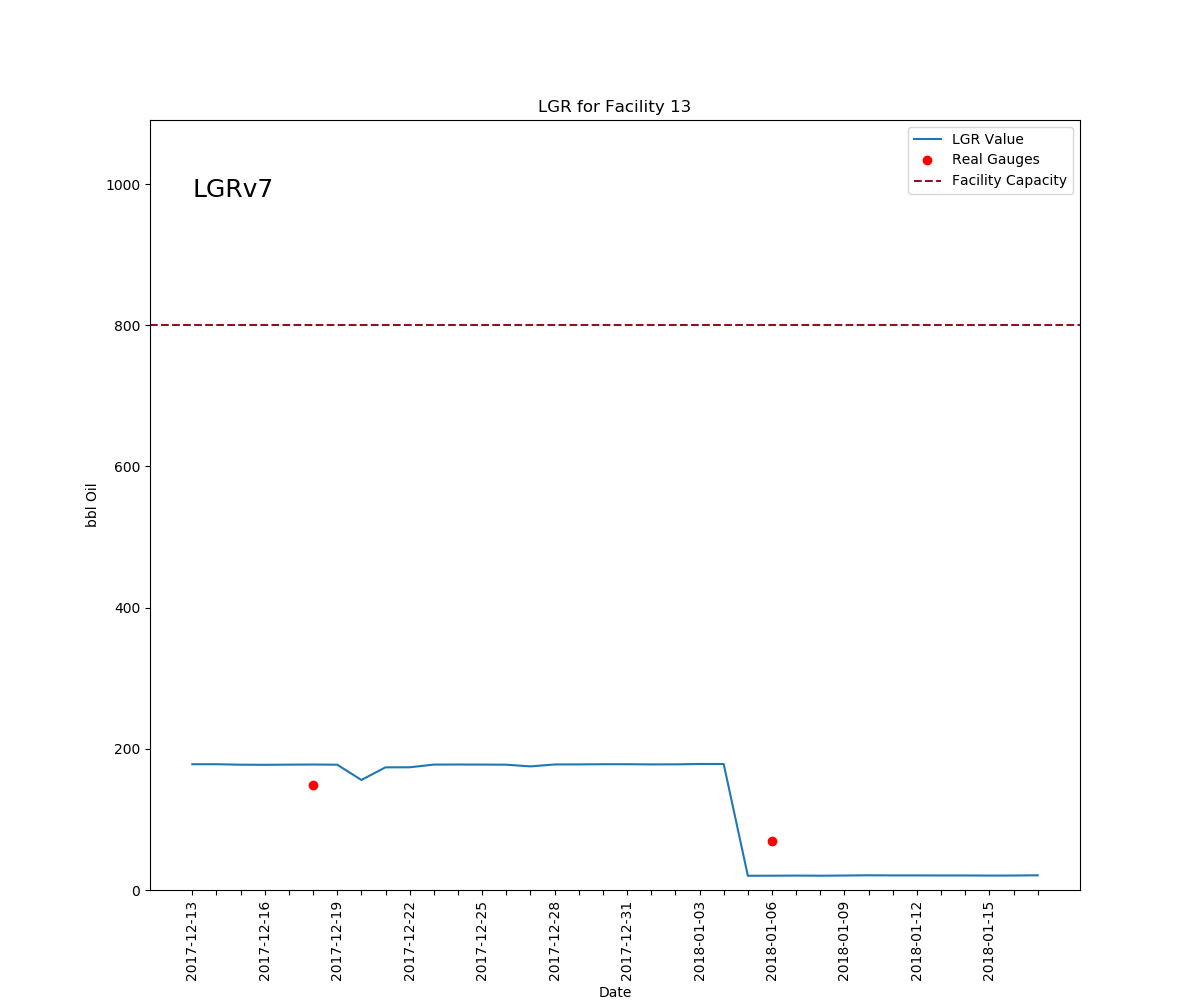 LGR for Facility 13
LGR Value
Real Gauges
Facility Capacity
LGRv7
1000
800
600
400
200
0
bbl Oil
2017-12-13
2017-12-16
2017-12-19
2017-12-22
2017-12-25
2017-12-28
2017-12-31
2018-01-03
2018-01-06
2018-01-09
2018-01-12
2018-01-15
Date